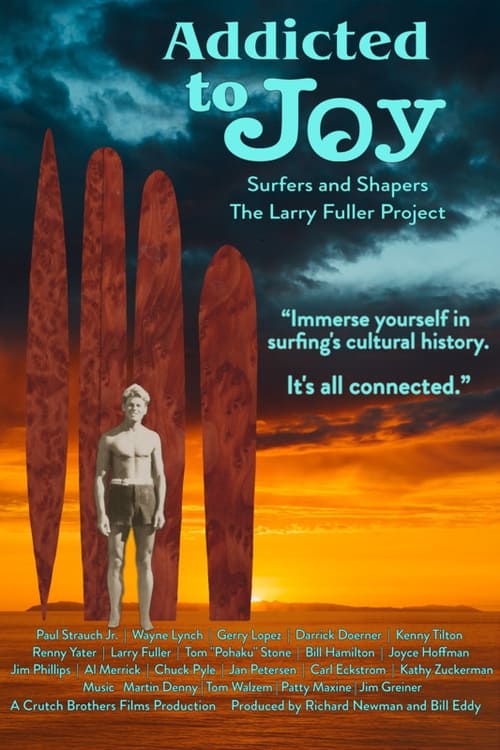 Addicted
to Joy
Surfers and Shapers
The Larry Fuller Project
“Immerse yourself in
surfing's cultural history.
It's all connected.”
Paul Strauch Jr. | Wayne Lynch | Gerry Lopez | Darrick Doerner | Kenny Tilton
Renny Yater | Larry Fuller | Tom "Pohaku" Stone | Bill Hamilton | Joyce Hoffman
Jim Phillips | Al Merrick | Chuck Pyle | Jan Petersen | Carl Eckstrom | Kathy Zuckerman
Music Martin Denny | Tom Walzem | Patty Maxine | Jim Greiner
A Crutch Brothers Films Production Produced by Richard Newman and Bill Eddy